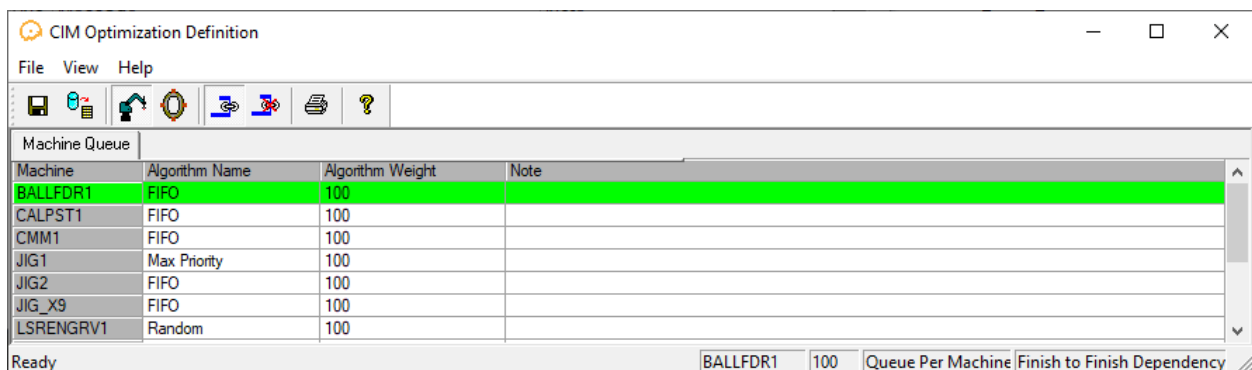 CIM Optimization Definition
File View Help
Machine Queue
Machine Algorithm Name Algorithm Weight Note
BALLFDR1 FIFO 100
CALPST1 FIFO 100
CMM1 FIFO 100
JIG1 Max Priority 100
JIG2 FIFO 100
JIG_X9 FIFO 100
LSRENGRV1 Random 100
Ready BALLFDR1 100 Queue Per Machine Finish to Finish Dependency